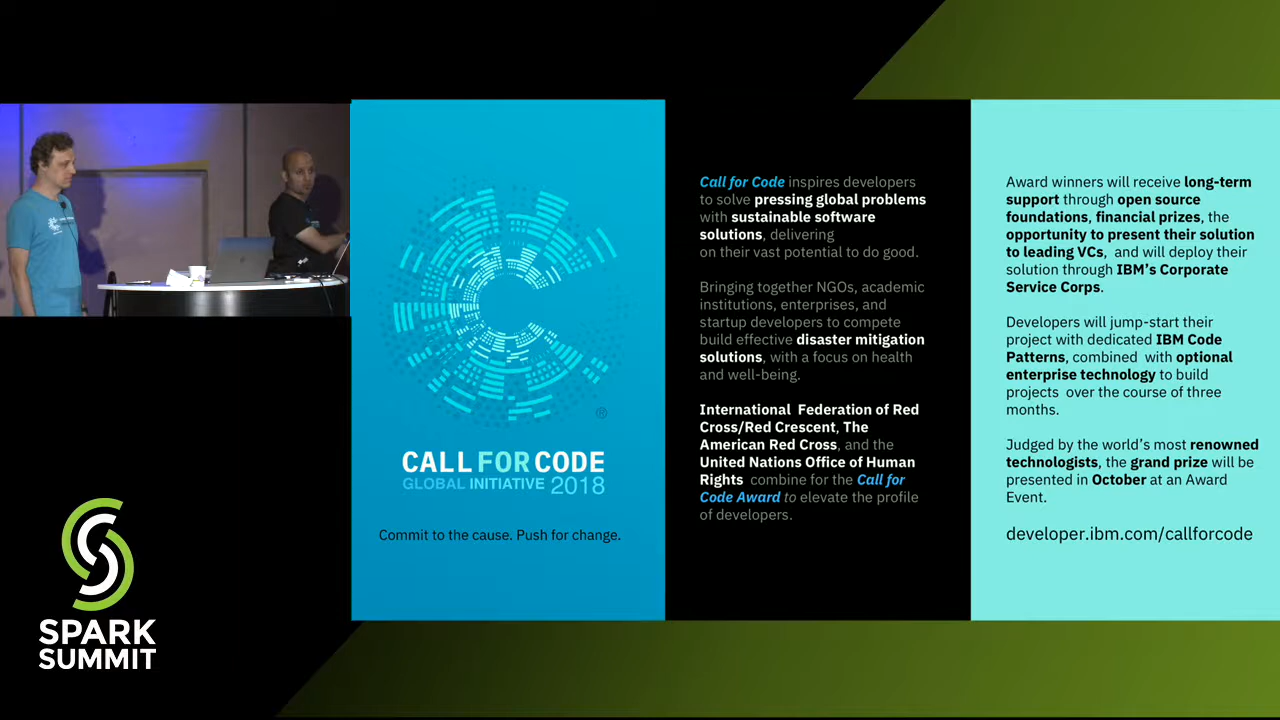 CALL FOR CODE
GLOBAL INITIATIVE 2018
Commit to the cause. Push for change.
Call for Code inspires developers
to solve pressing global problems
with sustainable software
solutions, delivering
on their vast potential to do good.
Bringing together NGOs, academic
institutions, enterprises, and
startup developers to compete
build effective disaster mitigation
solutions, with a focus on health
and well-being.
International Federation of Red
Cross/Red Crescent, The
American Red Cross, and the
United Nations Office of Human
Rights combine for the Call for
Code Award to elevate the profile
of developers.
Award winners will receive long-term
support through open source
foundations, financial prizes, the
opportunity to present their solution
to leading VCs, and will deploy their
solution through IBM's Corporate
Service Corps.
Developers will jump-start their
project with dedicated IBM Code
Patterns, combined with optional
enterprise technology to build
projects over the course of three
months.
Judged by the world's most renowned
technologists, the grand prize will be
presented in October at an Award
Event.
developer.ibm.com/callforcode
SPARK
SUMMIT